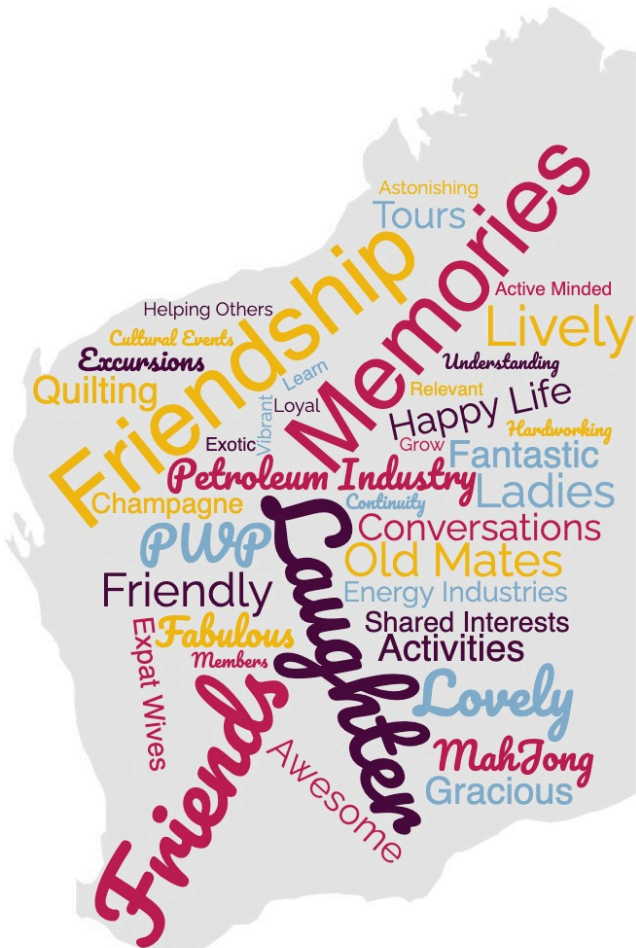 Astonishing
Tours
Memories
Friendship
Active Minded
Helping Others
Lively
Cultural Events
Excursions
Understanding
Quilting
Learn
Relevant
Happy Life
Loyal
Vibrant
Hardworking
Exotic
Grow
Fantastic
Petroleum Industry
Ladies
Champagne
Continuity
Conversations
PWP
Laughter
Old Mates
Friendly
Energy Industries
Shared Interests
Expat Wives
Fabulous
Activities
Members
Lovely
Friends
MahJong
Awesome
Gracious